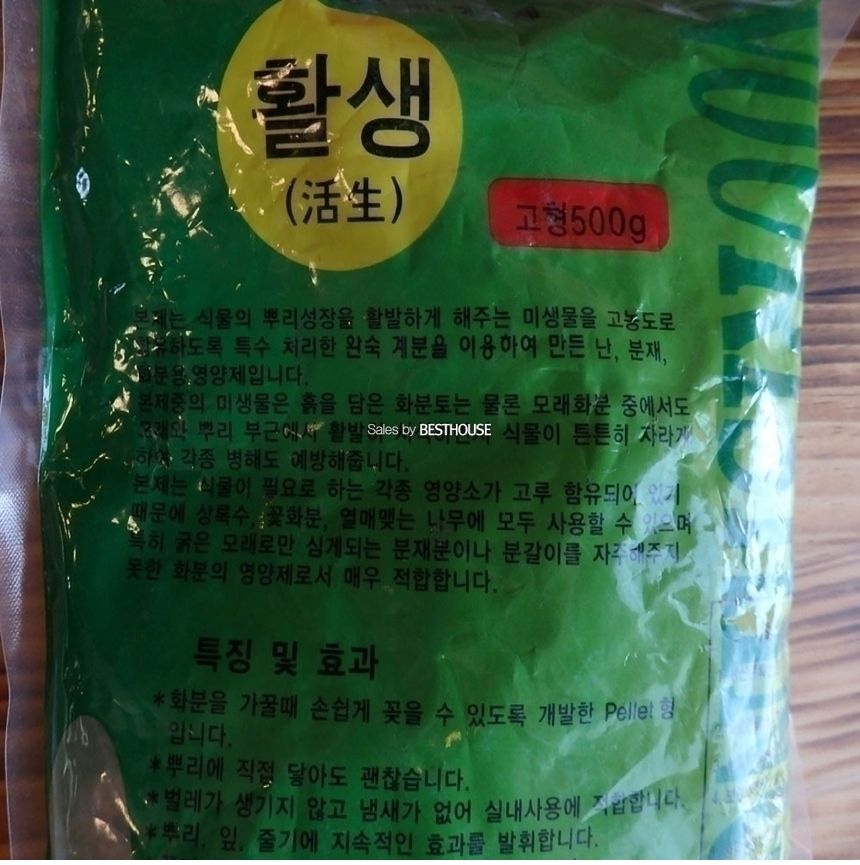 활생
(活生)
고형500g
본제는 식물의 뿌리성장을 활발하게 해주는 미생물을 고농도로
특수 처리한 완숙 계분을 이용하여 만든 난, 분재,
화분용 영양제입니다.
본제중의 미생물은 흙을 담은 화분토는 물론 모래화분 중에서도
모래와 뿌리 부근에서 식물이 튼튼히 자라게
하여 각종 병해도 예방해줍니다.
Sales by BESTHOUSE
본제는 식물이 필요로 하는 각종 영양소가 고루 함유되어 있기
때문에 상록수, 꽃화분, 열매맺는 나무에 모두 사용할 수 있으며
특히 굵은 모래로만 심게되는 분재분이나 분갈이를 자주해주지
못한 화분의 영양제로서 매우 적합합니다.
특징 및 효과
*화분을 가꿀때 손쉽게 꽂을 수 있도록 개발한 Pellet형
입니다.
*뿌리에 직접 닿아도 괜찮습니다.
*벌레가 생기지 않고 냄새가 없어 실내사용에 적합합니다.
*뿌리. 잎. 줄기에 지속적인 효과를 발휘합니다.